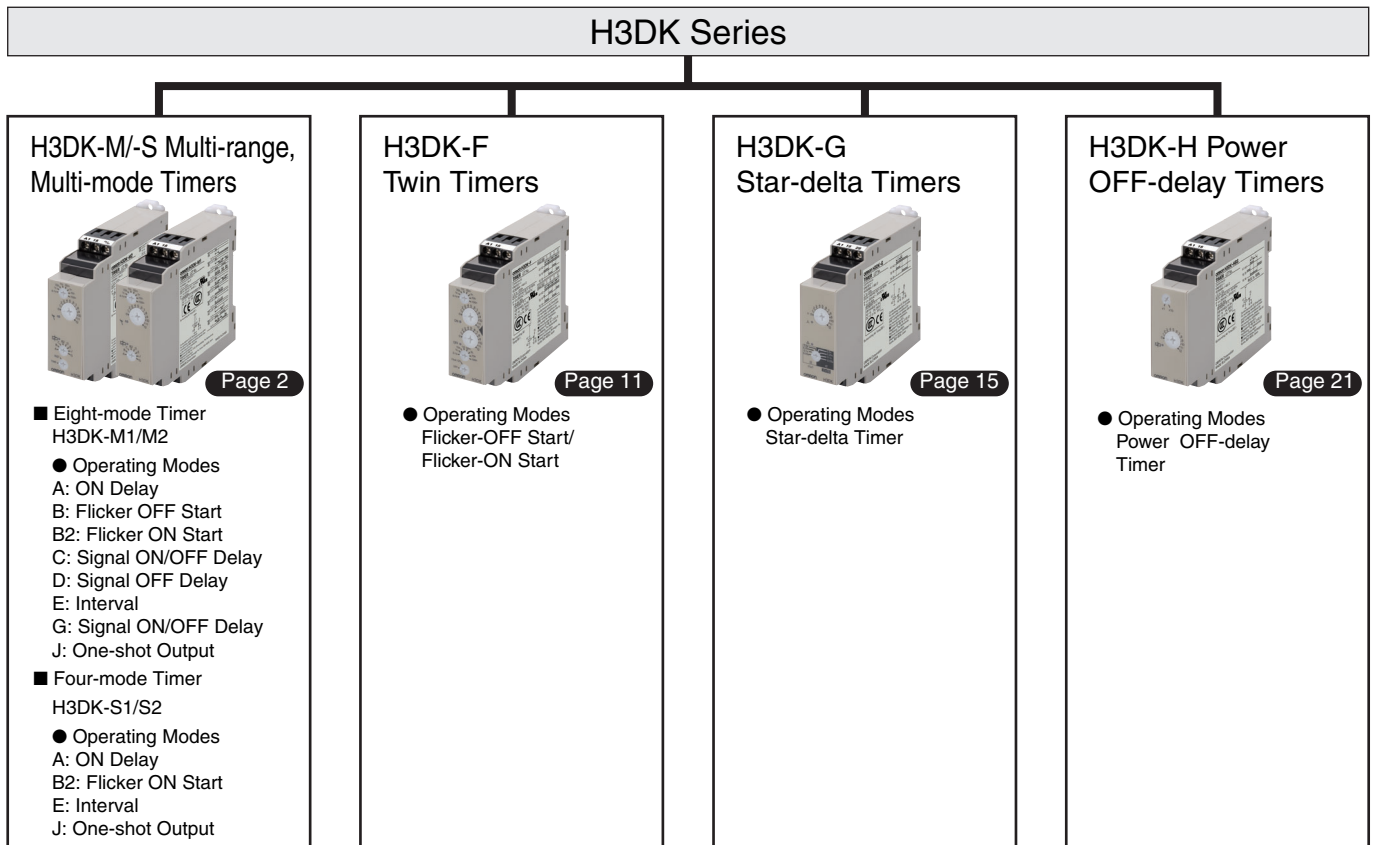 H3DK Series
H3DK-M/-S Multi-range,
Multi-mode Timers
Page 2
■ Eight-mode Timer
H3DK-M1/M2
● Operating Modes
A: ON Delay
B: Flicker OFF Start
B2: Flicker ON Start
C: Signal ON/OFF Delay
D: Signal OFF Delay
E: Interval
G: Signal ON/OFF Delay
J: One-shot Output
■ Four-mode Timer
H3DK-S1/S2
● Operating Modes
A: ON Delay
B2: Flicker ON Start
E: Interval
J: One-shot Output
H3DK-F
Twin Timers
Page 11
● Operating Modes
Flicker-OFF Start/
Flicker-ON Start
H3DK-G
Star-delta Timers
Page 15
● Operating Modes
Star-delta Timer
H3DK-H Power
OFF-delay Timers
Page 21
● Operating Modes
Power OFF-delay
Timer